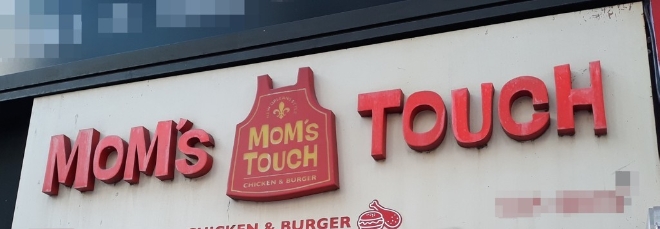 MOM's TOUCH
MOM's
TOUCH
CHICKEN & BURGER
CHICKEN & BURGER